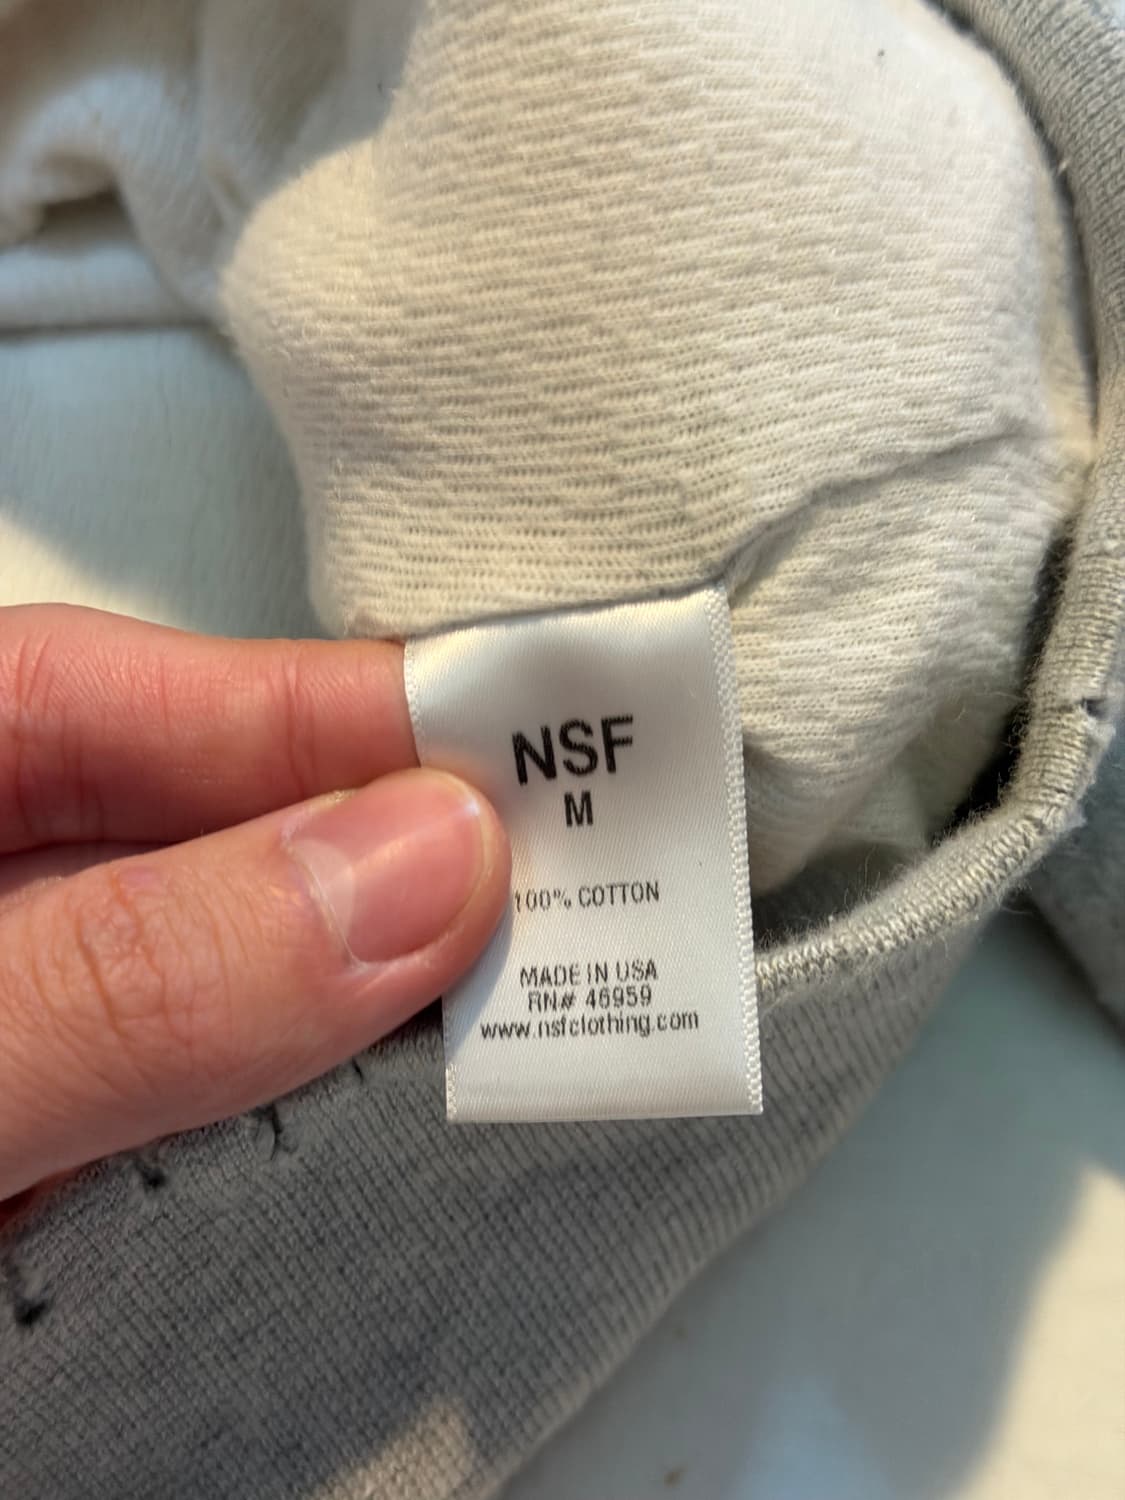 NSF
M
100% COTTON
MADE IN USA
RN# 46959
www.nsfclothing.com